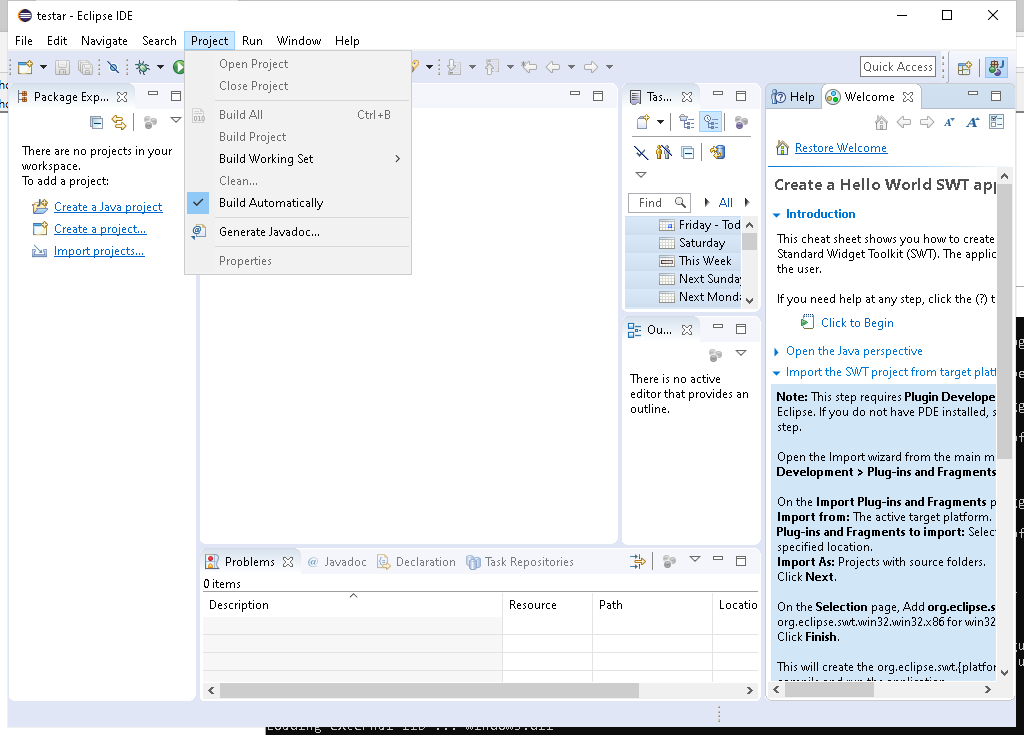 testar - Eclipse IDE
File Edit Navigate Search Project Run Window Help
Open Project
Close Project
Build All Ctrl+B
Build Project
Build Working Set
Clean...
Build Automatically
Generate Javadoc...
Properties
Quick Access
Package Exp...
There are no projects in your
workspace.
To add a project:
Create a Java project
Create a project...
Import projects...
Tas...
Find All
Friday - Tod
Saturday
This Week
Next Sunda
Next Monda
Ou...
There is no active
editor that provides an
outline.
Help Welcome
Restore Welcome
Create a Hello World SWT app
Introduction
This cheat sheet shows you how to create
Standard Widget Toolkit (SWT). The applic
the user.
If you need help at any step, click the (?) t
Click to Begin
Open the Java perspective
Import the SWT project from target platf
Note: This step requires Plugin Develope
Eclipse. If you do not have PDE installed, s
step.
Open the Import wizard from the main m
Development > Plug-ins and Fragments
On the Import Plug-ins and Fragments p
Import from: The active target platform.
Plug-ins and Fragments to import: Selec
specified location.
Import As: Projects with source folders.
Click Next.
On the Selection page, Add org.eclipse.s
org.eclipse.swt.win32.win32.x86 for win32
Click Finish.
This will create the org.eclipse.swt.{platfor
compile and run the application.
Problems Javadoc Declaration Task Repositories
0 items
Description Resource Path Locatio